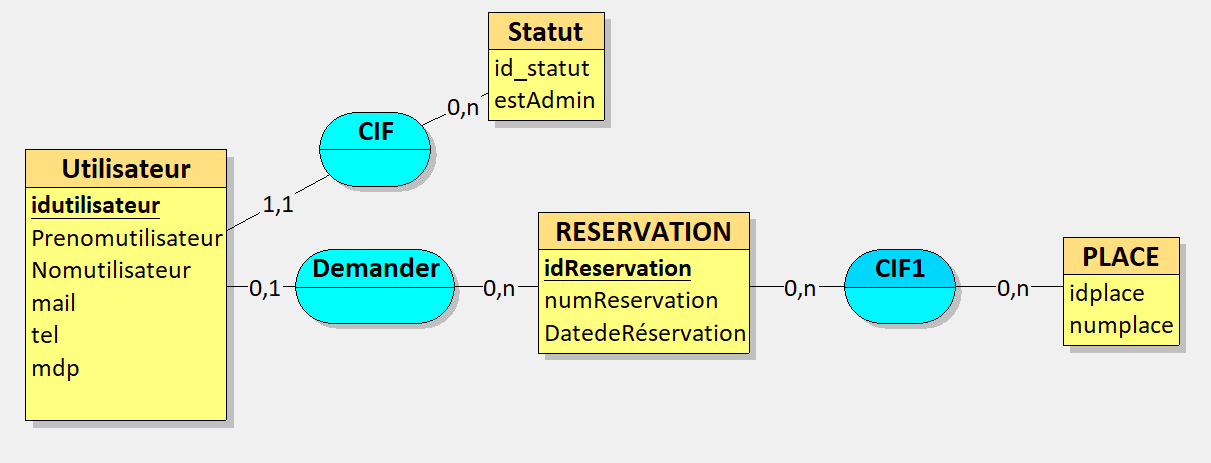 Statut
id_statut
estAdmin
0,n
CIF
1,1
Utilisateur
idutilisateur
Prenomutilisateur
Nomutilisateur
mail
tel
mdp
0,1
Demander
0,n
RESERVATION
idReservation
numReservation
DatedeRéservation
0,n
CIF1
0,n
PLACE
idplace
numplace